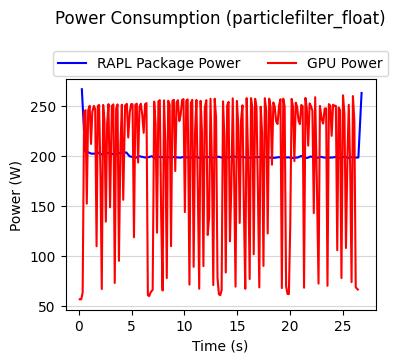 Power Consumption (particlefilter_float)
RAPL Package Power GPU Power
250
200
150
100
50
Power (W)
0 5 10 15 20 25
Time (s)